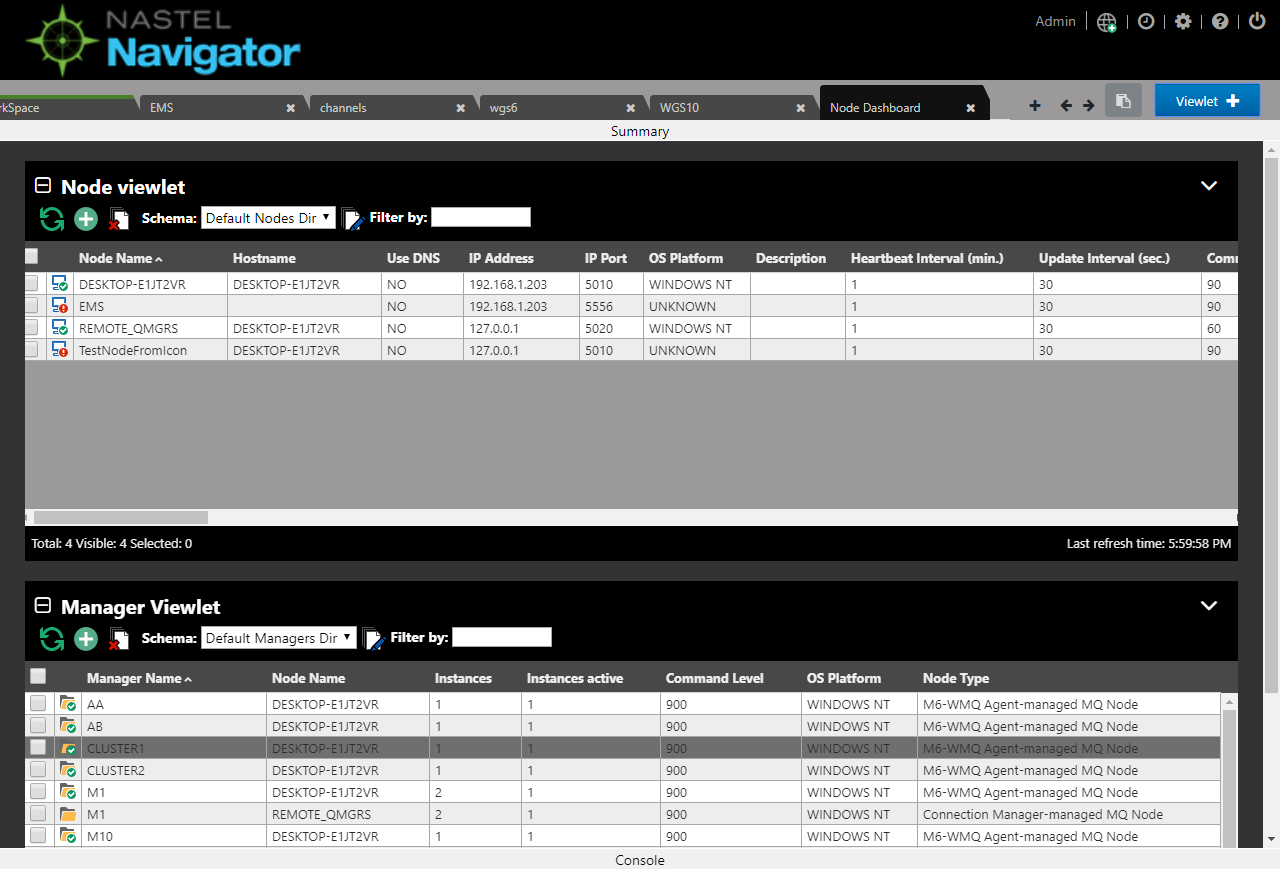 NASTEL
Navigator
Admin
rkSpace EMS channels wgs6 WGS10 Node Dashboard Viewlet
Summary
Node viewlet
Schema: Default Nodes Dir Filter by:
Node Name Hostname Use DNS IP Address IP Port OS Platform Description Heartbeat Interval (min.) Update Interval (sec.) Com
DESKTOP-E1JT2VR DESKTOP-E1JT2VR NO 192.168.1.203 5010 WINDOWS NT 1 30 90
EMS NO 192.168.1.203 5556 UNKNOWN 1 30 90
REMOTE_QMGRS DESKTOP-E1JT2VR NO 127.0.0.1 5020 WINDOWS NT 1 30 60
TestNodeFromIcon DESKTOP-E1JT2VR NO 127.0.0.1 5010 UNKNOWN 1 30 90
Total: 4 Visible: 4 Selected: 0 Last refresh time: 5:59:58 PM
Manager Viewlet
Schema: Default Managers Dir Filter by:
Manager Name Node Name Instances Instances active Command Level OS Platform Node Type
AA DESKTOP-E1JT2VR 1 1 900 WINDOWS NT M6-WMQ Agent-managed MQ Node
AB DESKTOP-E1JT2VR 1 1 900 WINDOWS NT M6-WMQ Agent-managed MQ Node
CLUSTER1 DESKTOP-E1JT2VR 1 1 900 WINDOWS NT M6-WMQ Agent-managed MQ Node
CLUSTER2 DESKTOP-E1JT2VR 1 1 900 WINDOWS NT M6-WMQ Agent-managed MQ Node
M1 DESKTOP-E1JT2VR 2 1 900 WINDOWS NT M6-WMQ Agent-managed MQ Node
M1 REMOTE_QMGRS 2 1 900 WINDOWS NT Connection Manager-managed MQ Node
M10 DESKTOP-E1JT2VR 1 1 900 WINDOWS NT M6-WMQ Agent-managed MQ Node
Console